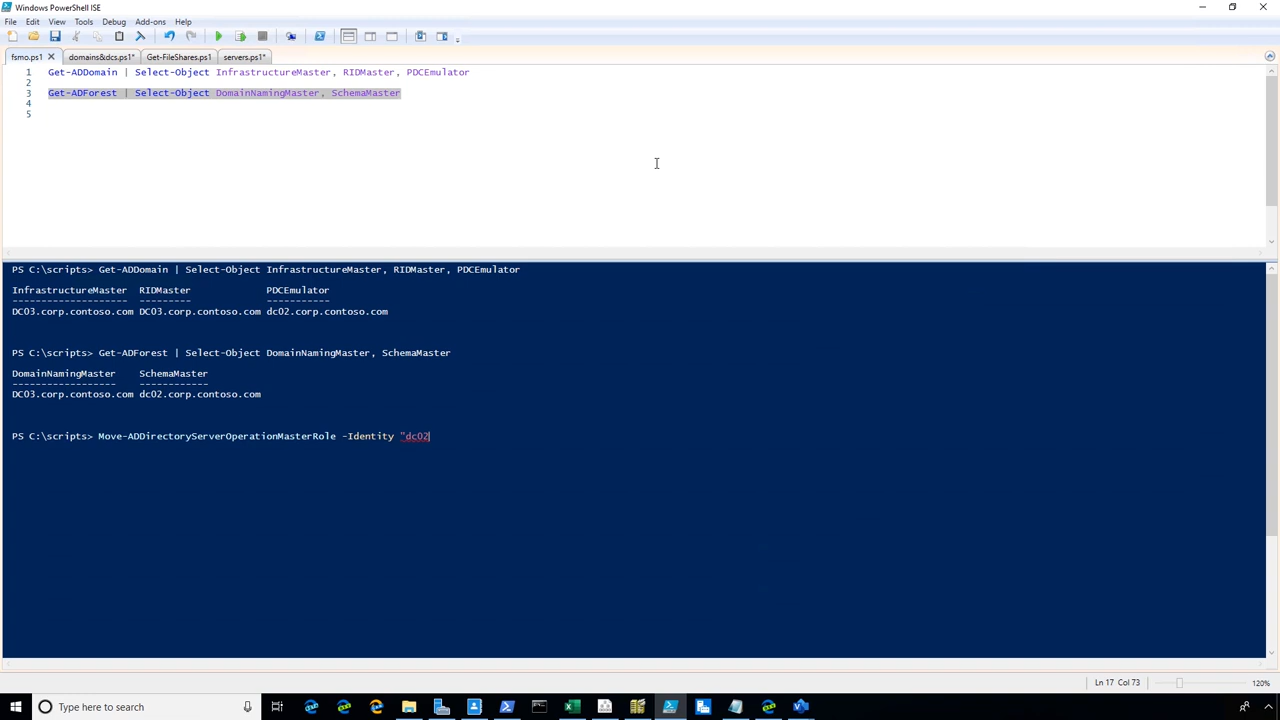 Windows PowerShell ISE
File Edit View Tools Debug Add-ons Help
fsmo.ps1 domains&dcs.ps1* Get-FileShares.ps1 servers.ps1*
1 Get-ADDomain | Select-Object InfrastructureMaster, RIDMaster, PDCEmulator
2
3 Get-ADForest | Select-Object DomainNamingMaster, SchemaMaster
4
5
PS C:\scripts> Get-ADDomain | Select-Object InfrastructureMaster, RIDMaster, PDCEmulator
InfrastructureMaster RIDMaster PDCEmulator
-------------------- --------- -----------
DC03.corp.contoso.com DC03.corp.contoso.com dc02.corp.contoso.com
PS C:\scripts> Get-ADForest | Select-Object DomainNamingMaster, SchemaMaster
DomainNamingMaster SchemaMaster
------------------ ------------
DC03.corp.contoso.com dc02.corp.contoso.com
PS C:\scripts> Move-ADDirectoryServerOperationMasterRole -Identity "dc02
Ln 17 Col 73 120%
Type here to search